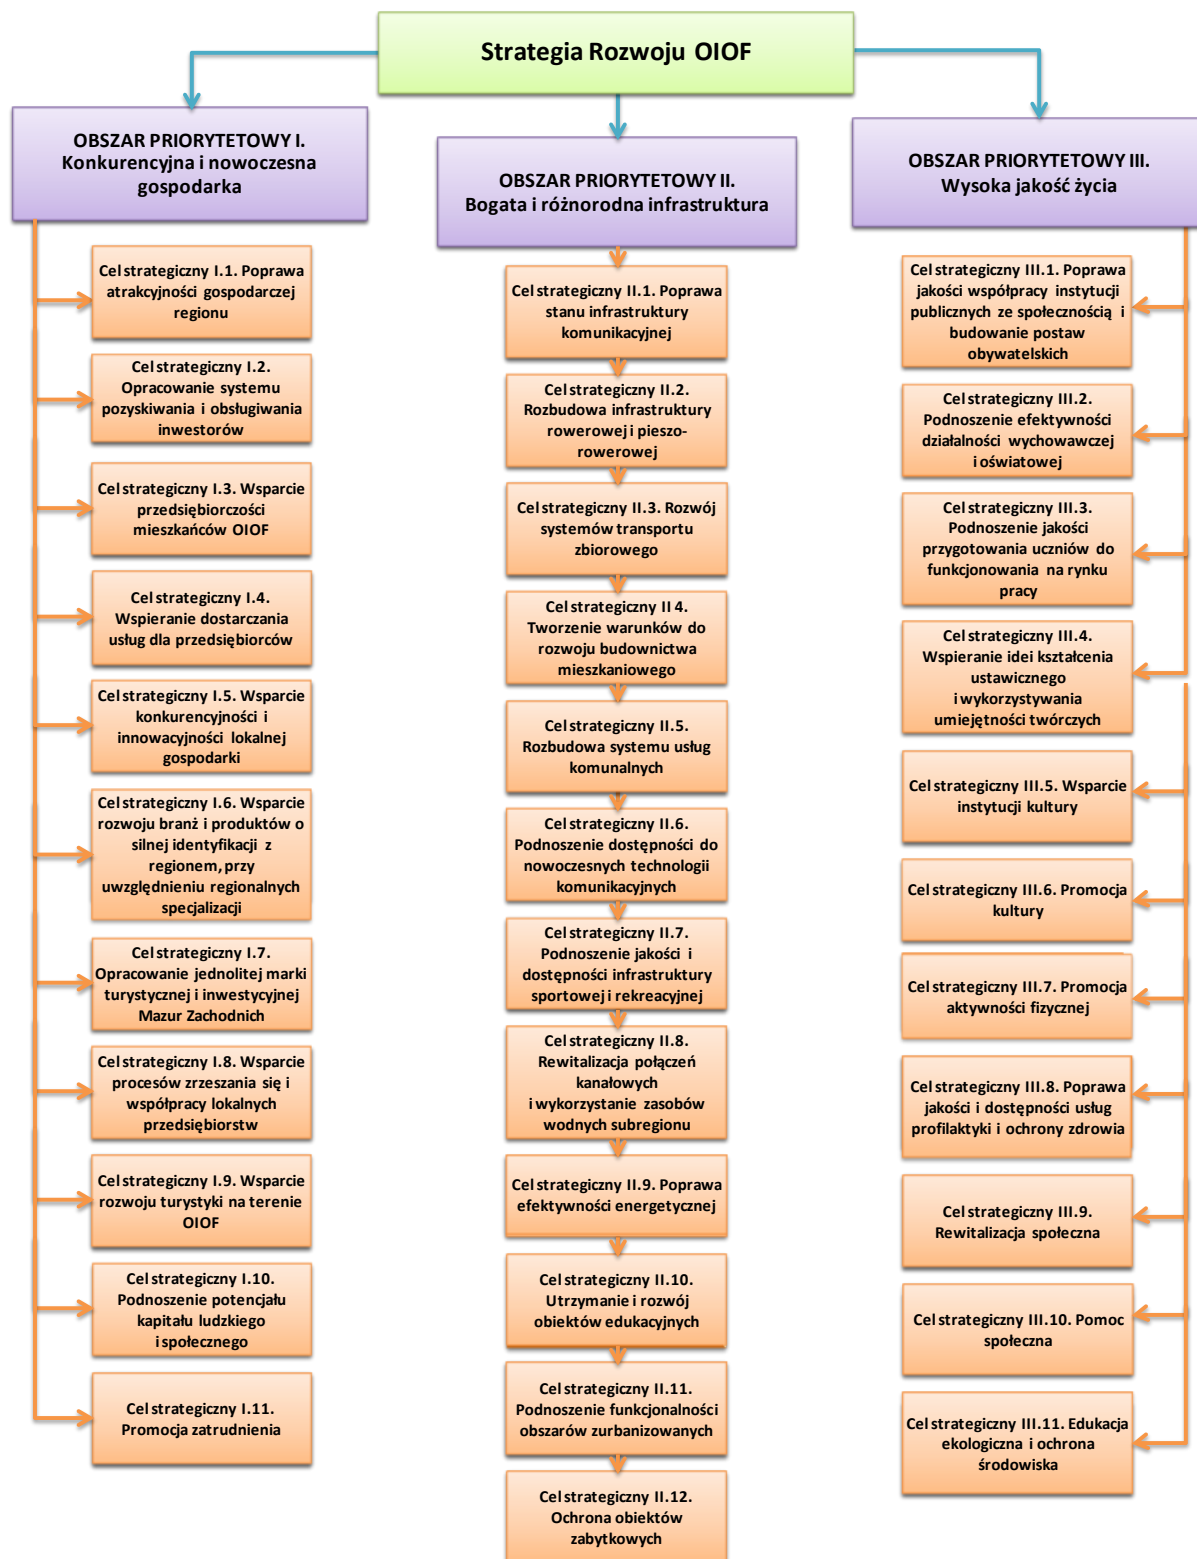 Strategia Rozwoju OIOF
OBSZAR PRIORYTETOWY I.
Konkurencyjna i nowoczesna
gospodarka
Cel strategiczny I.1. Poprawa
atrakcyjności gospodarczej
regionu
Cel strategiczny I.2.
Opracowanie systemu
pozyskiwania i obsługiwania
inwestorów
Cel strategiczny I.3. Wsparcie
przedsiębiorczości
mieszkańców OIOF
Cel strategiczny I.4.
Wspieranie dostarczania
usług dla przedsiębiorców
Cel strategiczny I.5. Wsparcie
konkurencyjności i
innowacyjności lokalnej
gospodarki
Cel strategiczny I.6. Wsparcie
rozwoju branż i produktów o
silnej identyfikacji z
regionem, przy
uwzględnieniu regionalnych
specjalizacji
Cel strategiczny I.7.
Opracowanie jednolitej marki
turystycznej i inwestycyjnej
Mazur Zachodnich
Cel strategiczny I.8. Wsparcie
procesów zrzeszania się i
współpracy lokalnych
przedsiębiorstw
Cel strategiczny I.9. Wsparcie
rozwoju turystyki na terenie
OIOF
Cel strategiczny I.10.
Podnoszenie potencjału
kapitału ludzkiego
i społecznego
Cel strategiczny I.11.
Promocja zatrudnienia
OBSZAR PRIORYTETOWY II.
Bogata i różnorodna infrastruktura
Cel strategiczny II.1. Poprawa
stanu infrastruktury
komunikacyjnej
Cel strategiczny II.2.
Rozbudowa infrastruktury
rowerowej i pieszo-
rowerowej
Cel strategiczny II.3. Rozwój
systemów transportu
zbiorowego
Cel strategiczny II 4.
Tworzenie warunków do
rozwoju budownictwa
mieszkaniowego
Cel strategiczny II.5.
Rozbudowa systemu usług
komunalnych
Cel strategiczny II.6.
Podnoszenie dostępności do
nowoczesnych technologii
komunikacyjnych
Cel strategiczny II.7.
Podnoszenie jakości i
dostępności infrastruktury
sportowej i rekreacyjnej
Cel strategiczny II.8.
Rewitalizacja połączeń
kanałowych
i wykorzystanie zasobów
wodnych subregionu
Cel strategiczny II.9. Poprawa
efektywności energetycznej
Cel strategiczny II.10.
Utrzymanie i rozwój
obiektów edukacyjnych
Cel strategiczny II.11.
Podnoszenie funkcjonalności
obszarów zurbanizowanych
Cel strategiczny II.12.
Ochrona obiektów
zabytkowych
OBSZAR PRIORYTETOWY III.
Wysoka jakość życia
Cel strategiczny III.1. Poprawa
jakości współpracy instytucji
publicznych ze społecznością i
budowanie postaw
obywatelskich
Cel strategiczny III.2.
Podnoszenie efektywności
działalności wychowawczej
i oświatowej
Cel strategiczny III.3.
Podnoszenie jakości
przygotowania uczniów do
funkcjonowania na rynku
pracy
Cel strategiczny III.4.
Wspieranie idei kształcenia
ustawicznego
i wykorzystywania
umiejętności twórczych
Cel strategiczny III.5. Wsparcie
instytucji kultury
Cel strategiczny III.6. Promocja
kultury
Cel strategiczny III.7. Promocja
aktywności fizycznej
Cel strategiczny III.8. Poprawa
jakości i dostępności usług
profilaktyki i ochrony zdrowia
Cel strategiczny III.9.
Rewitalizacja społeczna
Cel strategiczny III.10. Pomoc
społeczna
Cel strategiczny III.11. Edukacja
ekologiczna i ochrona
środowiska